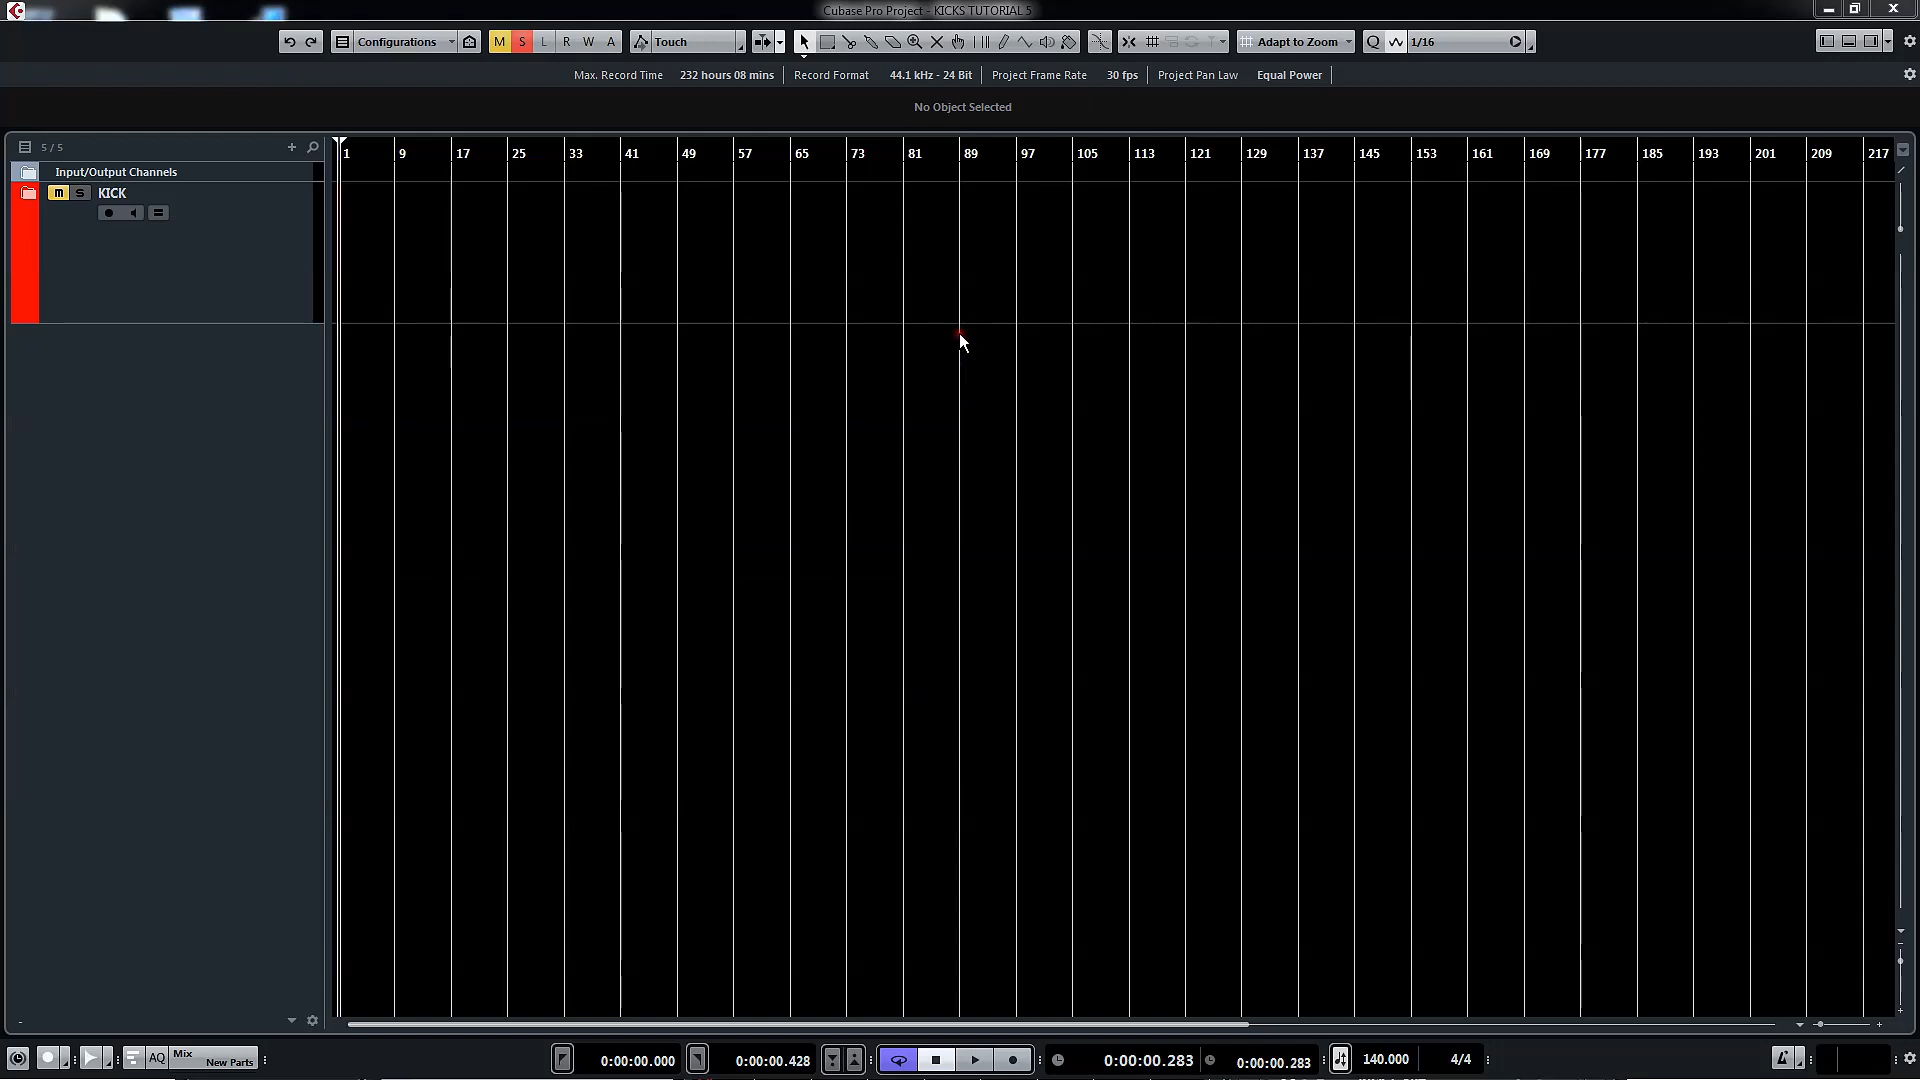 Cubase Pro Project - KICKS TUTORIAL 5
Configurations M S L R W A Touch Adapt to Zoom Q 1/16
Max. Record Time 232 hours 08 mins Record Format 44.1 kHz - 24 Bit Project Frame Rate 30 fps Project Pan Law Equal Power
No Object Selected
5 / 5
1 9 17 25 33 41 49 57 65 73 81 89 97 105 113 121 129 137 145 153 161 169 177 185 193 201 209 217
Input/Output Channels
m S KICK
AQ Mix New Parts 0:00:00.000 0:00:00.428 0:00:00.283 0:00:00.283 140.000 4/4